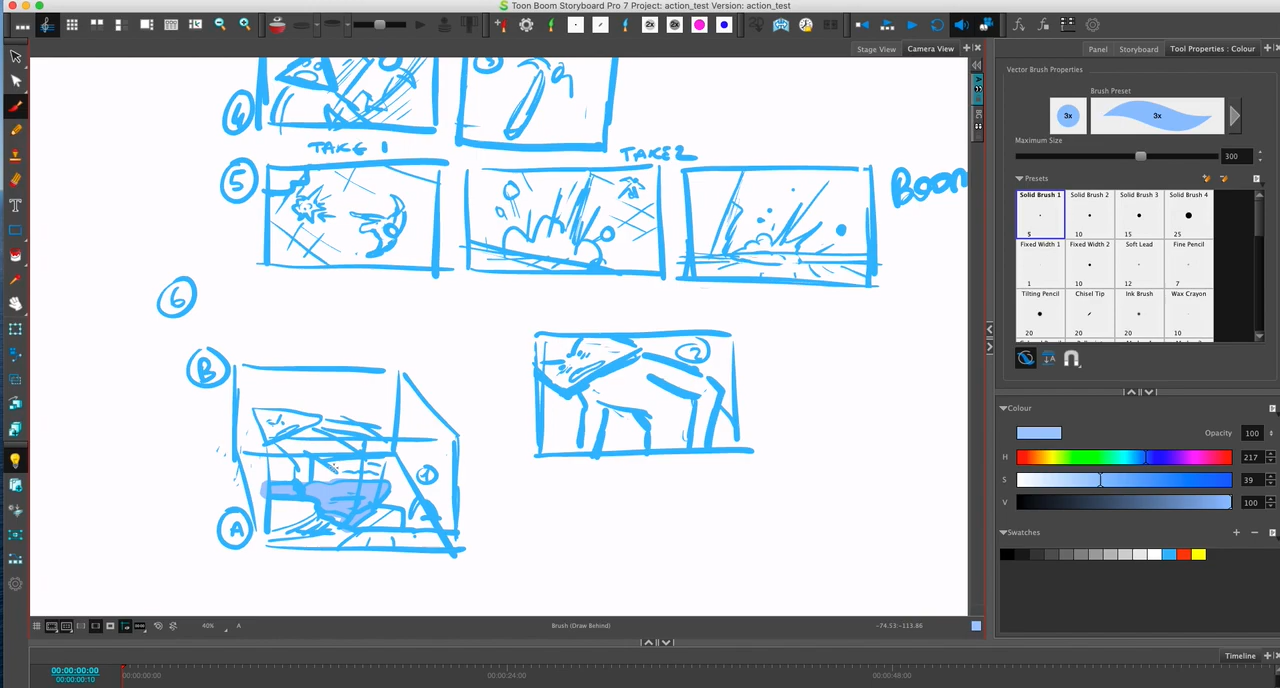 Toon Boom Storyboard Pro 7 Project: action_test Version: action_test
2x 2x
Stage View Camera View
Panel Storyboard Tool Properties : Colour
Vector Brush Properties
Brush Preset
3x 3x
Maximum Size
300
Presets
Solid Brush 1 Solid Brush 2 Solid Brush 3 Solid Brush 4
5 10 15 25
Fixed Width 1 Fixed Width 2 Soft Lead Fine Pencil
1 10 12 7
Tilting Pencil Chisel Tip Ink Brush Wax Crayon
20 20 20 10
Colour
Opacity 100
H 217
S 39
V 100
Swatches
TAKE 1
TAKE 2
5
BOOM
6
B
2
1
A
40% A Brush (Draw Behind) -74.53:-113.86
Timeline
00:00:00:00
00:00:00:10
00:00:00:00 00:00:24:00 00:00:48:00